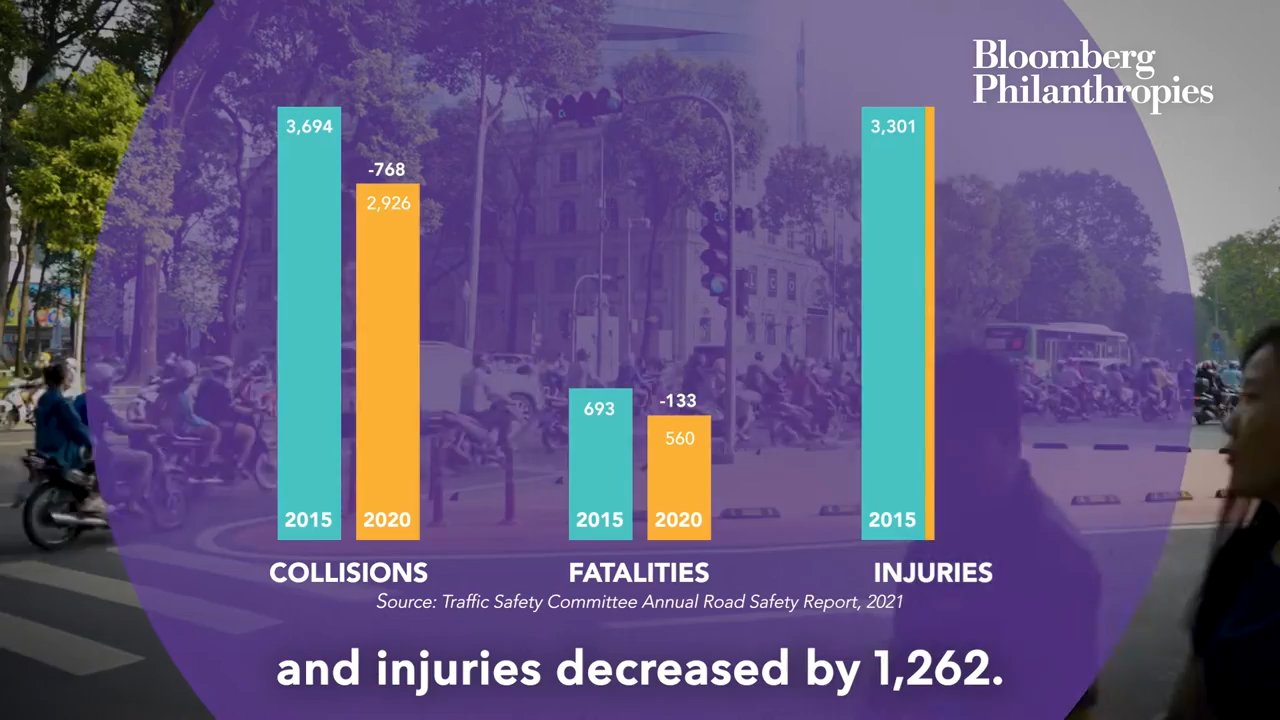 Bloomberg
Philanthropies
3,694
-768
2,926
2015
2020
COLLISIONS
693
-133
560
2015
2020
FATALITIES
3,301
2015
INJURIES
Source: Traffic Safety Committee Annual Road Safety Report, 2021
and injuries decreased by 1,262.